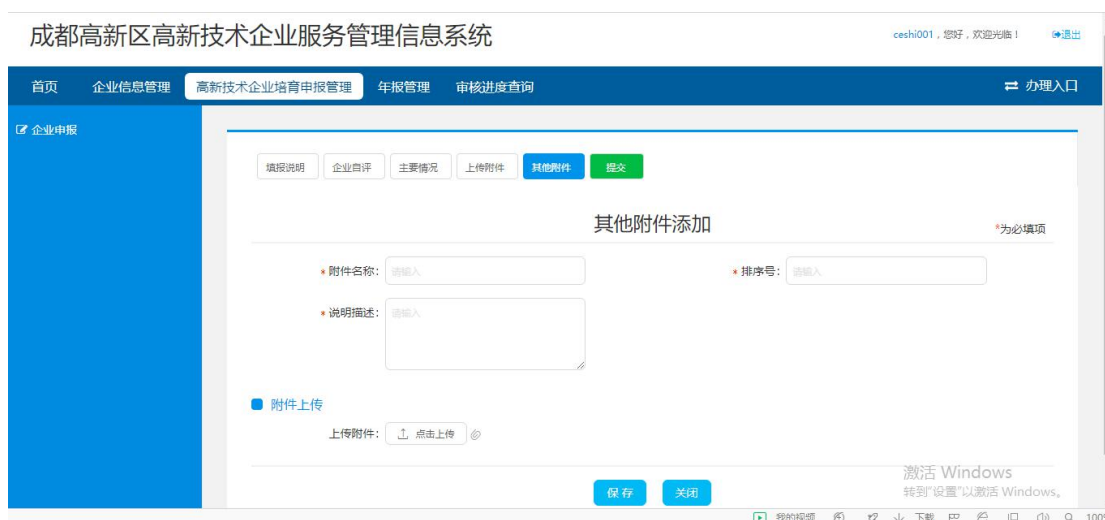 成都高新区高新技术企业服务管理信息系统
ceshi001，您好，欢迎光临！ 退出
首页 企业信息管理 高新技术企业培育申报管理 年报管理 审核进度查询 办理入口
企业申报
填报说明 企业自评 主要情况 上传附件 其他附件 提交
其他附件添加
*为必填项
*附件名称： 请输入 *排序号： 请输入
*说明描述： 请输入
附件上传
上传附件： 点击上传
保存 关闭
激活 Windows
转到"设置"以激活 Windows。
我的视频 下载 100%